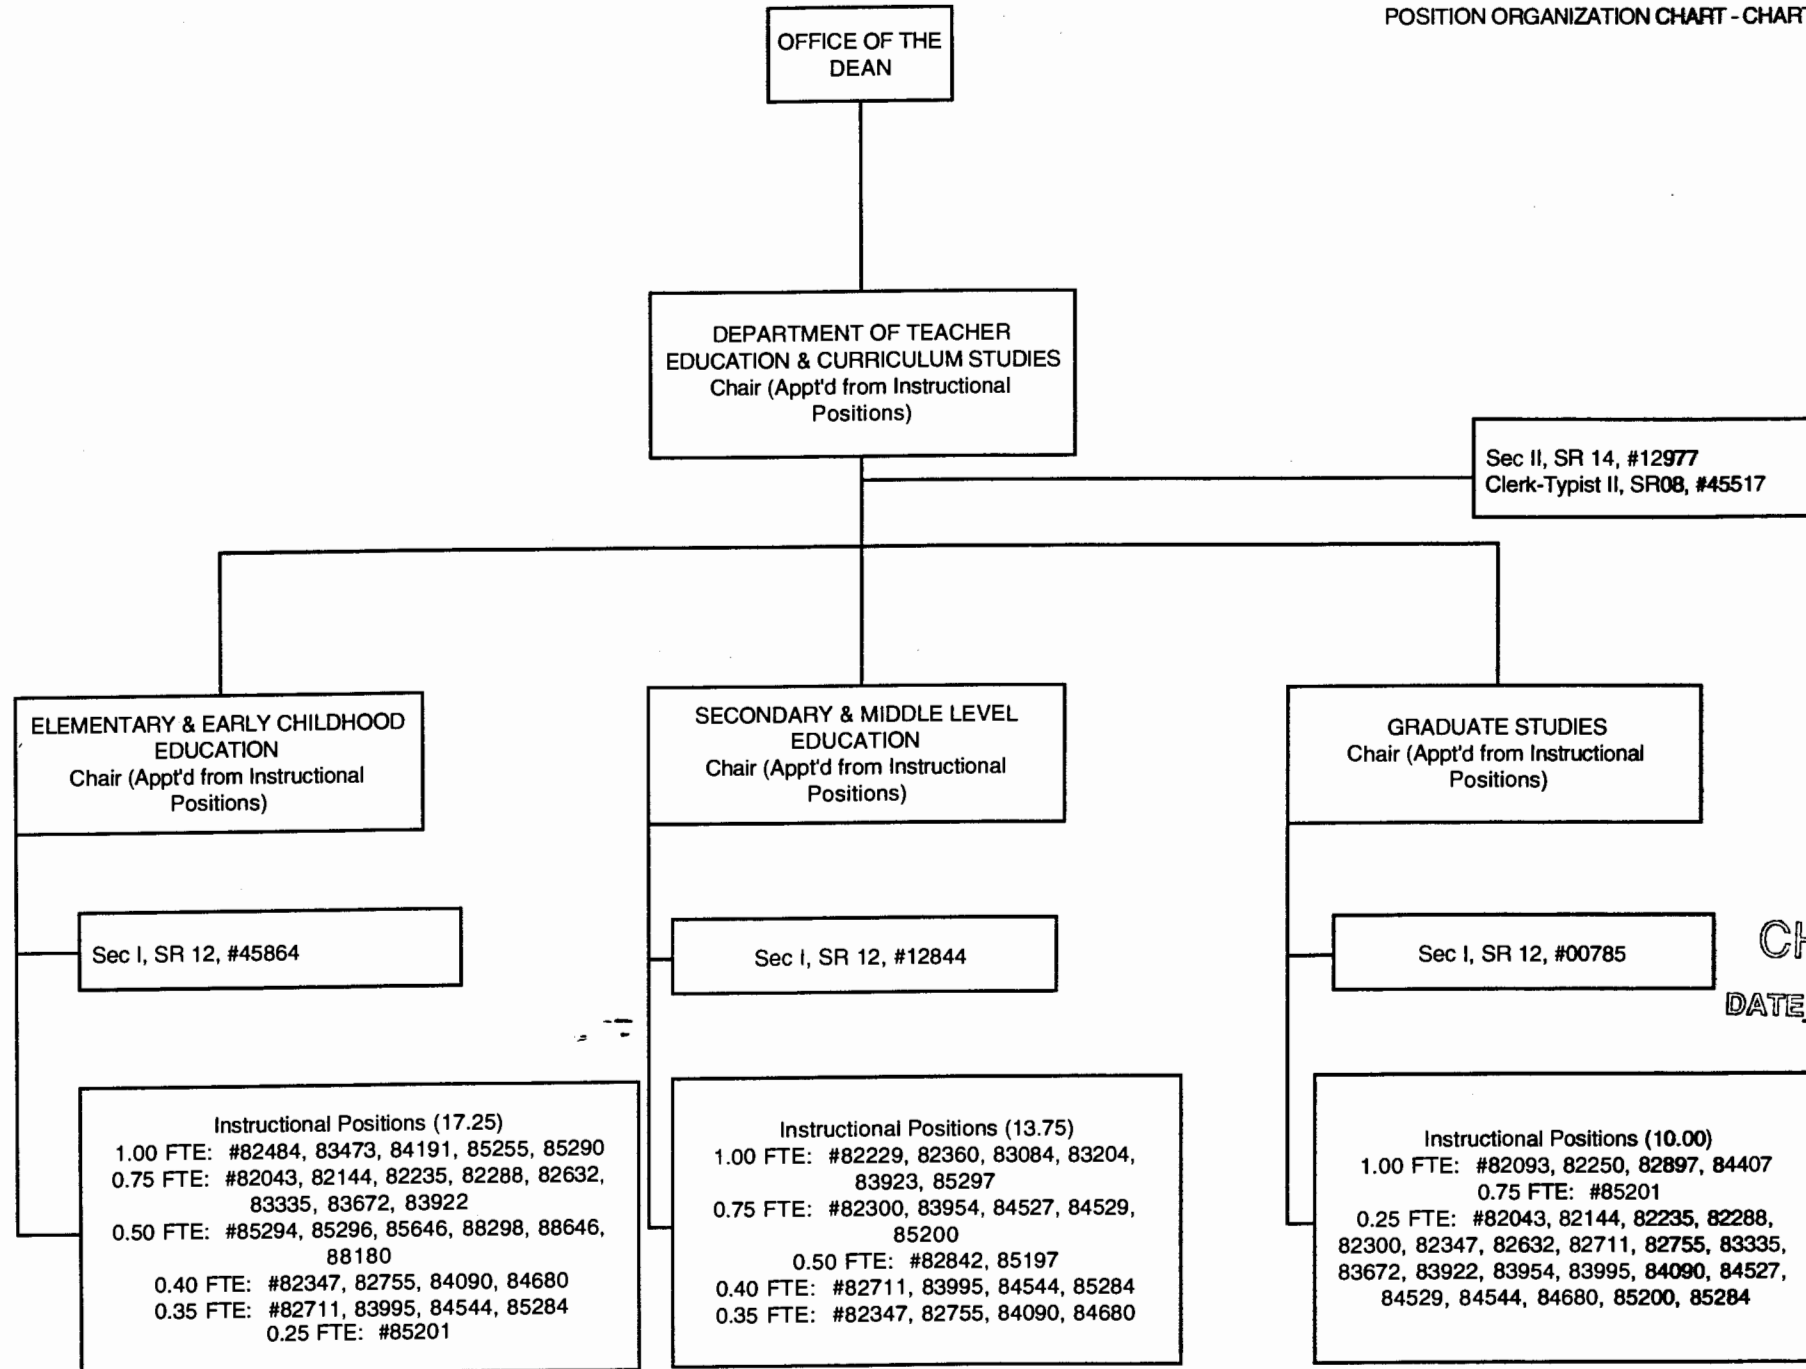 POSITION ORGANIZATION CHART - CHART
OFFICE OF THE
DEAN
DEPARTMENT OF TEACHER
EDUCATION & CURRICULUM STUDIES
Chair (Appt'd from Instructional
Positions)
Sec II, SR 14, #12977
Clerk-Typist II, SR08, #45517
ELEMENTARY & EARLY CHILDHOOD
EDUCATION
Chair (Appt'd from Instructional
Positions)
SECONDARY & MIDDLE LEVEL
EDUCATION
Chair (Appt'd from Instructional
Positions)
GRADUATE STUDIES
Chair (Appt'd from Instructional
Positions)
Sec I, SR 12, #45864
Sec I, SR 12, #12844
Sec I, SR 12, #00785
CH
DATE
Instructional Positions (17.25)
1.00 FTE: #82484, 83473, 84191, 85255, 85290
0.75 FTE: #82043, 82144, 82235, 82288, 82632,
83335, 83672, 83922
0.50 FTE: #85294, 85296, 85646, 88298, 88646,
88180
0.40 FTE: #82347, 82755, 84090, 84680
0.35 FTE: #82711, 83995, 84544, 85284
0.25 FTE: #85201
Instructional Positions (13.75)
1.00 FTE: #82229, 82360, 83084, 83204,
83923, 85297
0.75 FTE: #82300, 83954, 84527, 84529,
85200
0.50 FTE: #82842, 85197
0.40 FTE: #82711, 83995, 84544, 85284
0.35 FTE: #82347, 82755, 84090, 84680
Instructional Positions (10.00)
1.00 FTE: #82093, 82250, 82897, 84407
0.75 FTE: #85201
0.25 FTE: #82043, 82144, 82235, 82288,
82300, 82347, 82632, 82711, 82755, 83335,
83672, 83922, 83954, 83995, 84090, 84527,
84529, 84544, 84680, 85200, 85284